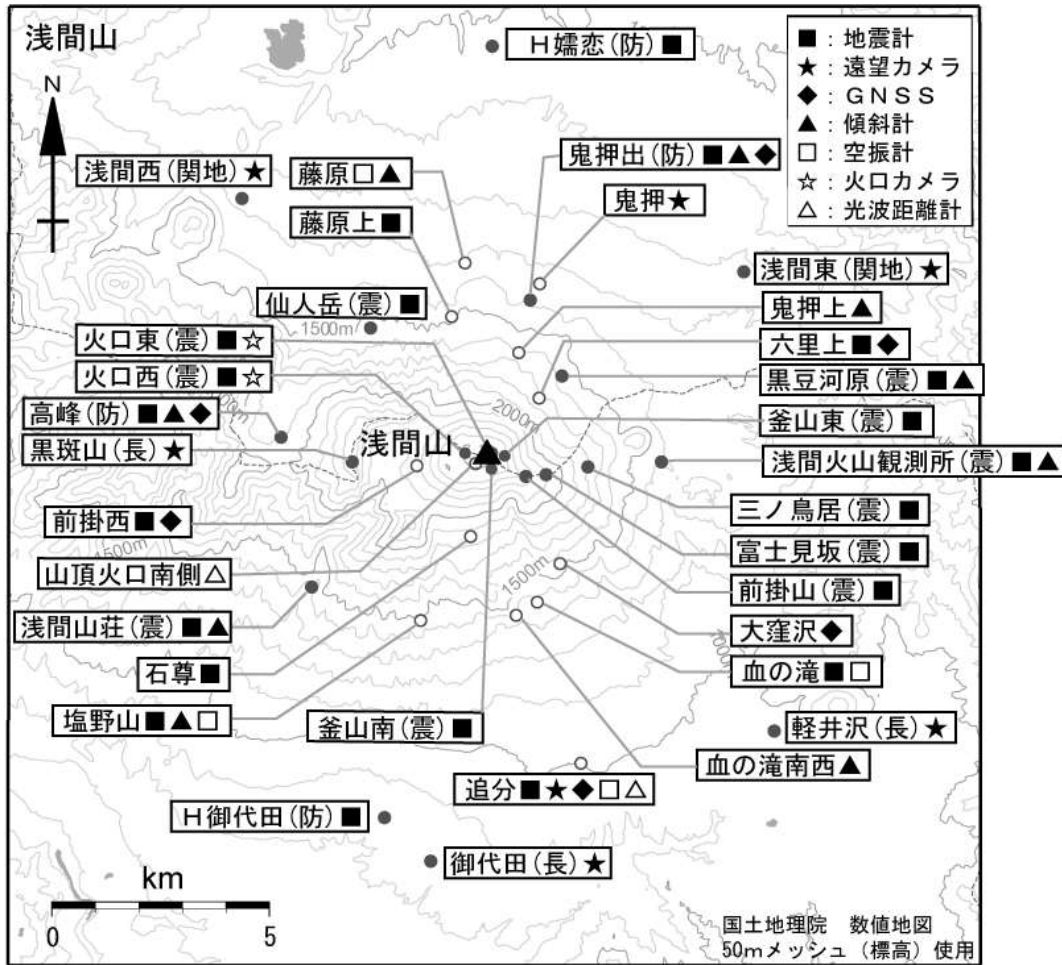 浅間山
N
■：地震計
★：遠望カメラ
◆：ＧＮＳＳ
▲：傾斜計
□：空振計
☆：火口カメラ
△：光波距離計
Ｈ嬬恋(防)■
鬼押出(防)■▲◆
浅間西(関地)★
藤原□▲
鬼押★
藤原上■
浅間東(関地)★
仙人岳(震)■
鬼押上▲
1500m
火口東(震)■☆
六里上■◆
火口西(震)■☆
黒豆河原(震)■▲
高峰(防)■▲◆
2000m
釜山東(震)■
黒斑山(長)★
浅間山
浅間火山観測所(震)■▲
前掛西■◆
三ノ鳥居(震)■
1500m
富士見坂(震)■
山頂火口南側△
1500m
前掛山(震)■
浅間山荘(震)■▲
大窪沢◆
石尊■
血の滝■□
塩野山■▲□
釜山南(震)■
軽井沢(長)★
血の滝南西▲
追分■★◆□△
Ｈ御代田(防)■
御代田(長)★
km
0
5
国土地理院　数値地図
50mメッシュ（標高）使用